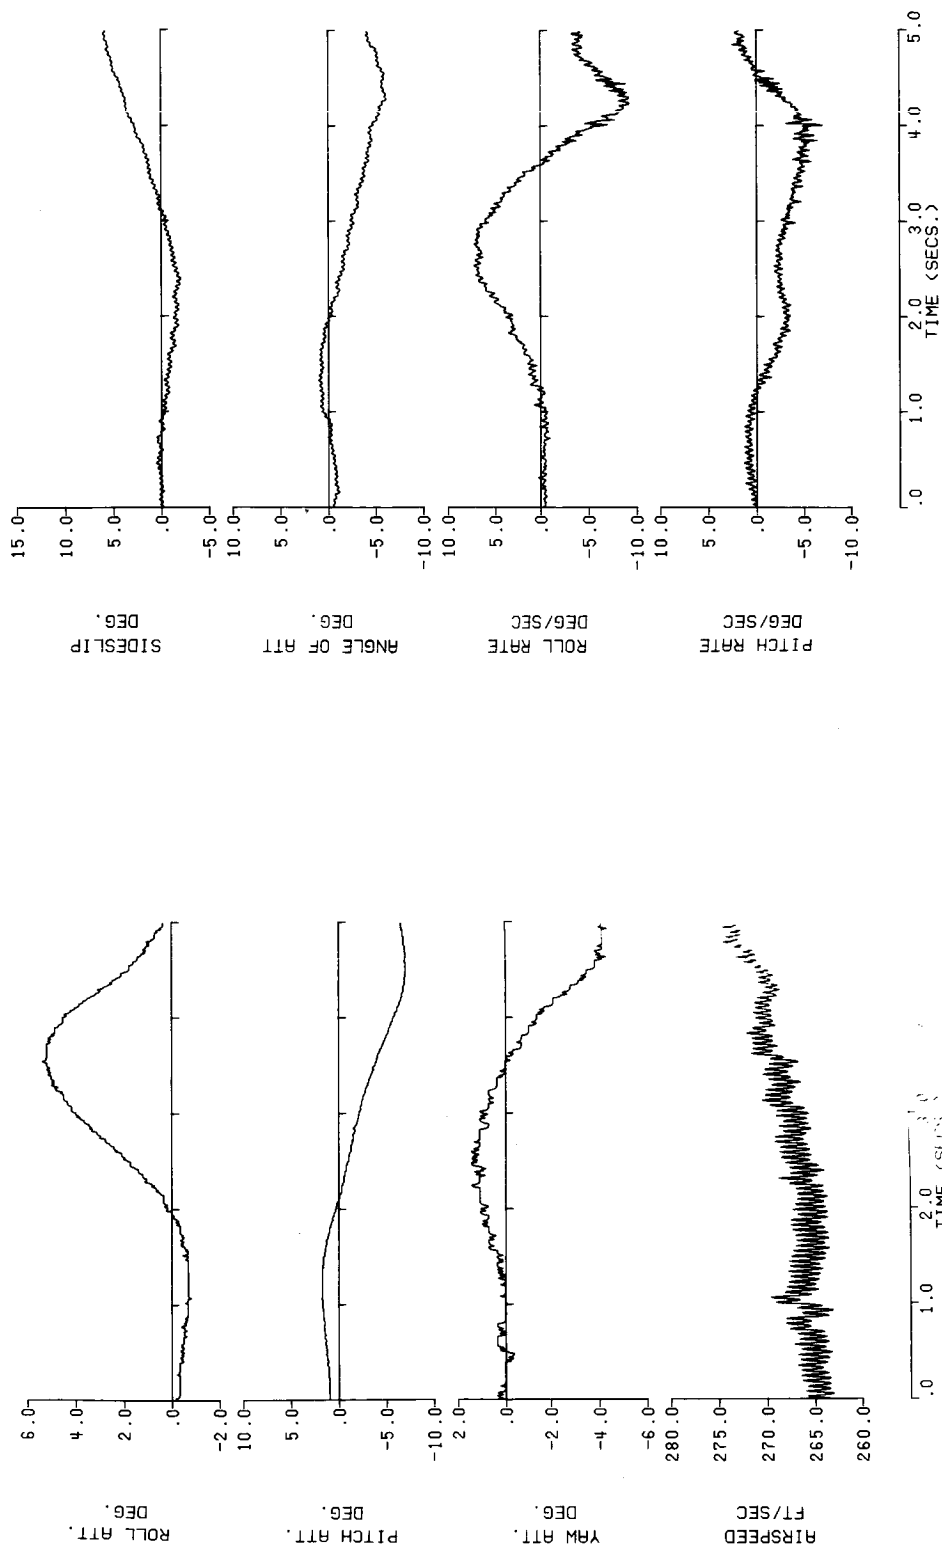 SIDESLIP
DEG.
15.0
10.0
5.0
.0
-5.0
ANGLE OF ATT
DEG.
10.0
5.0
.0
-5.0
-10.0
ROLL RATE
DEG/SEC
10.0
5.0
.0
-5.0
-10.0
PITCH RATE
DEG/SEC
10.0
5.0
.0
-5.0
-10.0
.0 1.0 2.0 3.0 4.0 5.0
TIME (SECS.)
ROLL ATT.
DEG.
6.0
4.0
2.0
.0
-2.0
PITCH ATT.
DEG.
10.0
5.0
.0
-5.0
-10.0
YAW ATT.
DEG.
2.0
.0
-2.0
-4.0
-6.0
AIRSPEED
FT/SEC
280.0
275.0
270.0
265.0
260.0
.0 1.0 2.0
TIME